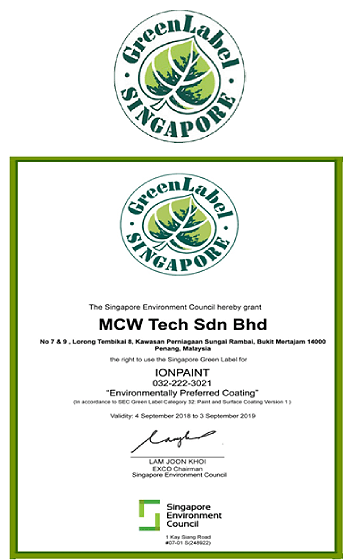 GreenLabel
SINGAPORE
GreenLabel
SINGAPORE
The Singapore Environment Council hereby grant
MCW Tech Sdn Bhd
No 7 & 9 , Lorong Tembikai 8, Kawasan Perniagaan Sungai Rambai, Bukit Mertajam 14000
Penang, Malaysia
the right to use the Singapore Green Label for
IONPAINT
032-222-3021
“Environmentally Preferred Coating”
(In accordance to SEC Green Label Category 32: Paint and Surface Coating Version 1 )
Validity: 4 September 2018 to 3 September 2019
LAM JOON KHOI
EXCO Chairman
Singapore Environment Council
Singapore
Environment
Council
1 Kay Siang Road
#07-01 S(248922)